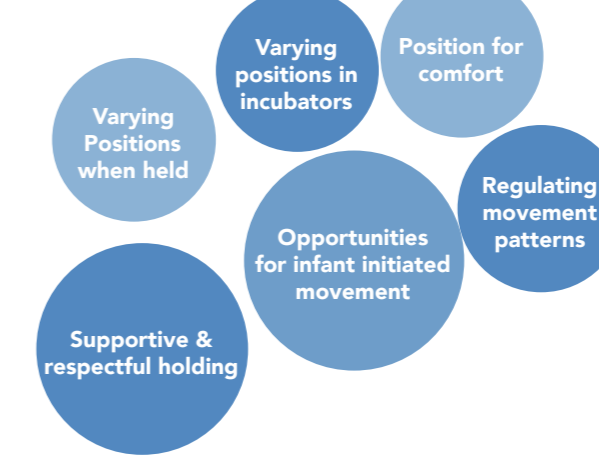 Varying
positions in
incubators
Position for
comfort
Varying
Positions
when held
Regulating
movement
patterns
Opportunities
for infant initiated
movement
Supportive &
respectful holding